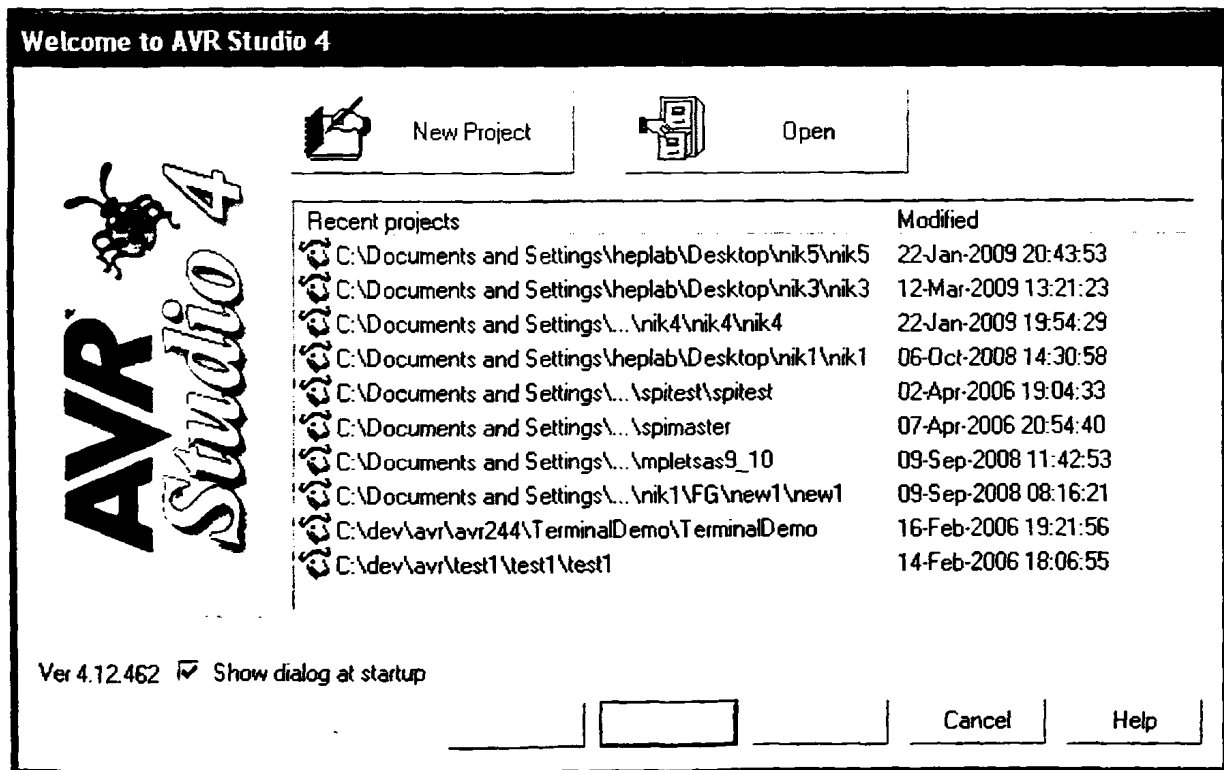 Welcome to AVR Studio 4
New Project
Open
AVR Studio 4
Recent projects Modified
C:\Documents and Settings\heplab\Desktop\nik5\nik5 22-Jan-2009 20:43:53
C:\Documents and Settings\heplab\Desktop\nik3\nik3 12-Mar-2009 13:21:23
C:\Documents and Settings\...\nik4\nik4\nik4 22-Jan-2009 19:54:29
C:\Documents and Settings\heplab\Desktop\nik1\nik1 06-Oct-2008 14:30:58
C:\Documents and Settings\...\spitest\spitest 02-Apr-2006 19:04:33
C:\Documents and Settings\...\spimaster 07-Apr-2006 20:54:40
C:\Documents and Settings\...\mpletsas9_10 09-Sep-2008 11:42:53
C:\Documents and Settings\...\nik1\FG\new1\new1 09-Sep-2008 08:16:21
C:\dev\avr\avr244\TerminalDemo\TerminalDemo 16-Feb-2006 19:21:56
C:\dev\avr\test1\test1\test1 14-Feb-2006 18:06:55
Ver 4.12.462 Show dialog at startup
Cancel Help